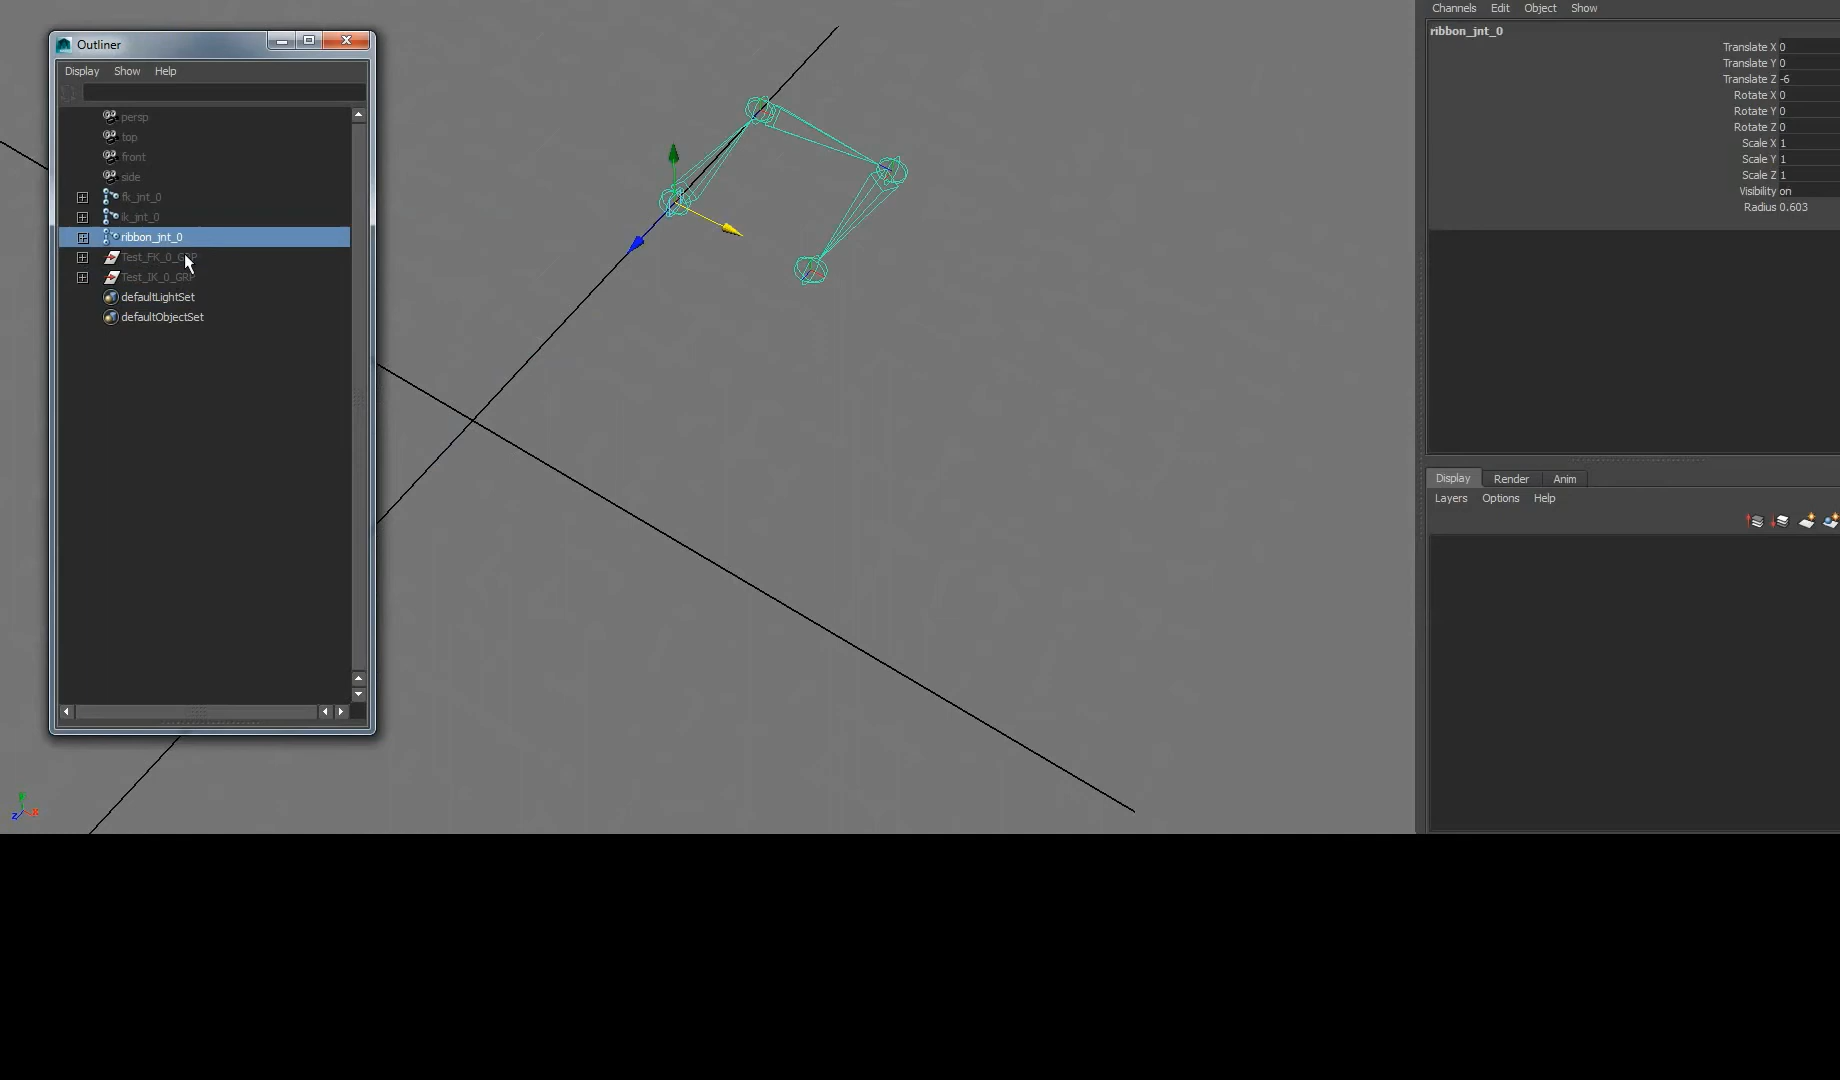 Outliner
Display Show Help
persp
top
front
side
fk_jnt_0
ik_jnt_0
ribbon_jnt_0
Test_FK_0_GRP
Test_IK_0_GRP
defaultLightSet
defaultObjectSet
Channels Edit Object Show
ribbon_jnt_0
Translate X 0
Translate Y 0
Translate Z -6
Rotate X 0
Rotate Y 0
Rotate Z 0
Scale X 1
Scale Y 1
Scale Z 1
Visibility on
Radius 0.603
Display Render Anim
Layers Options Help
y
z x